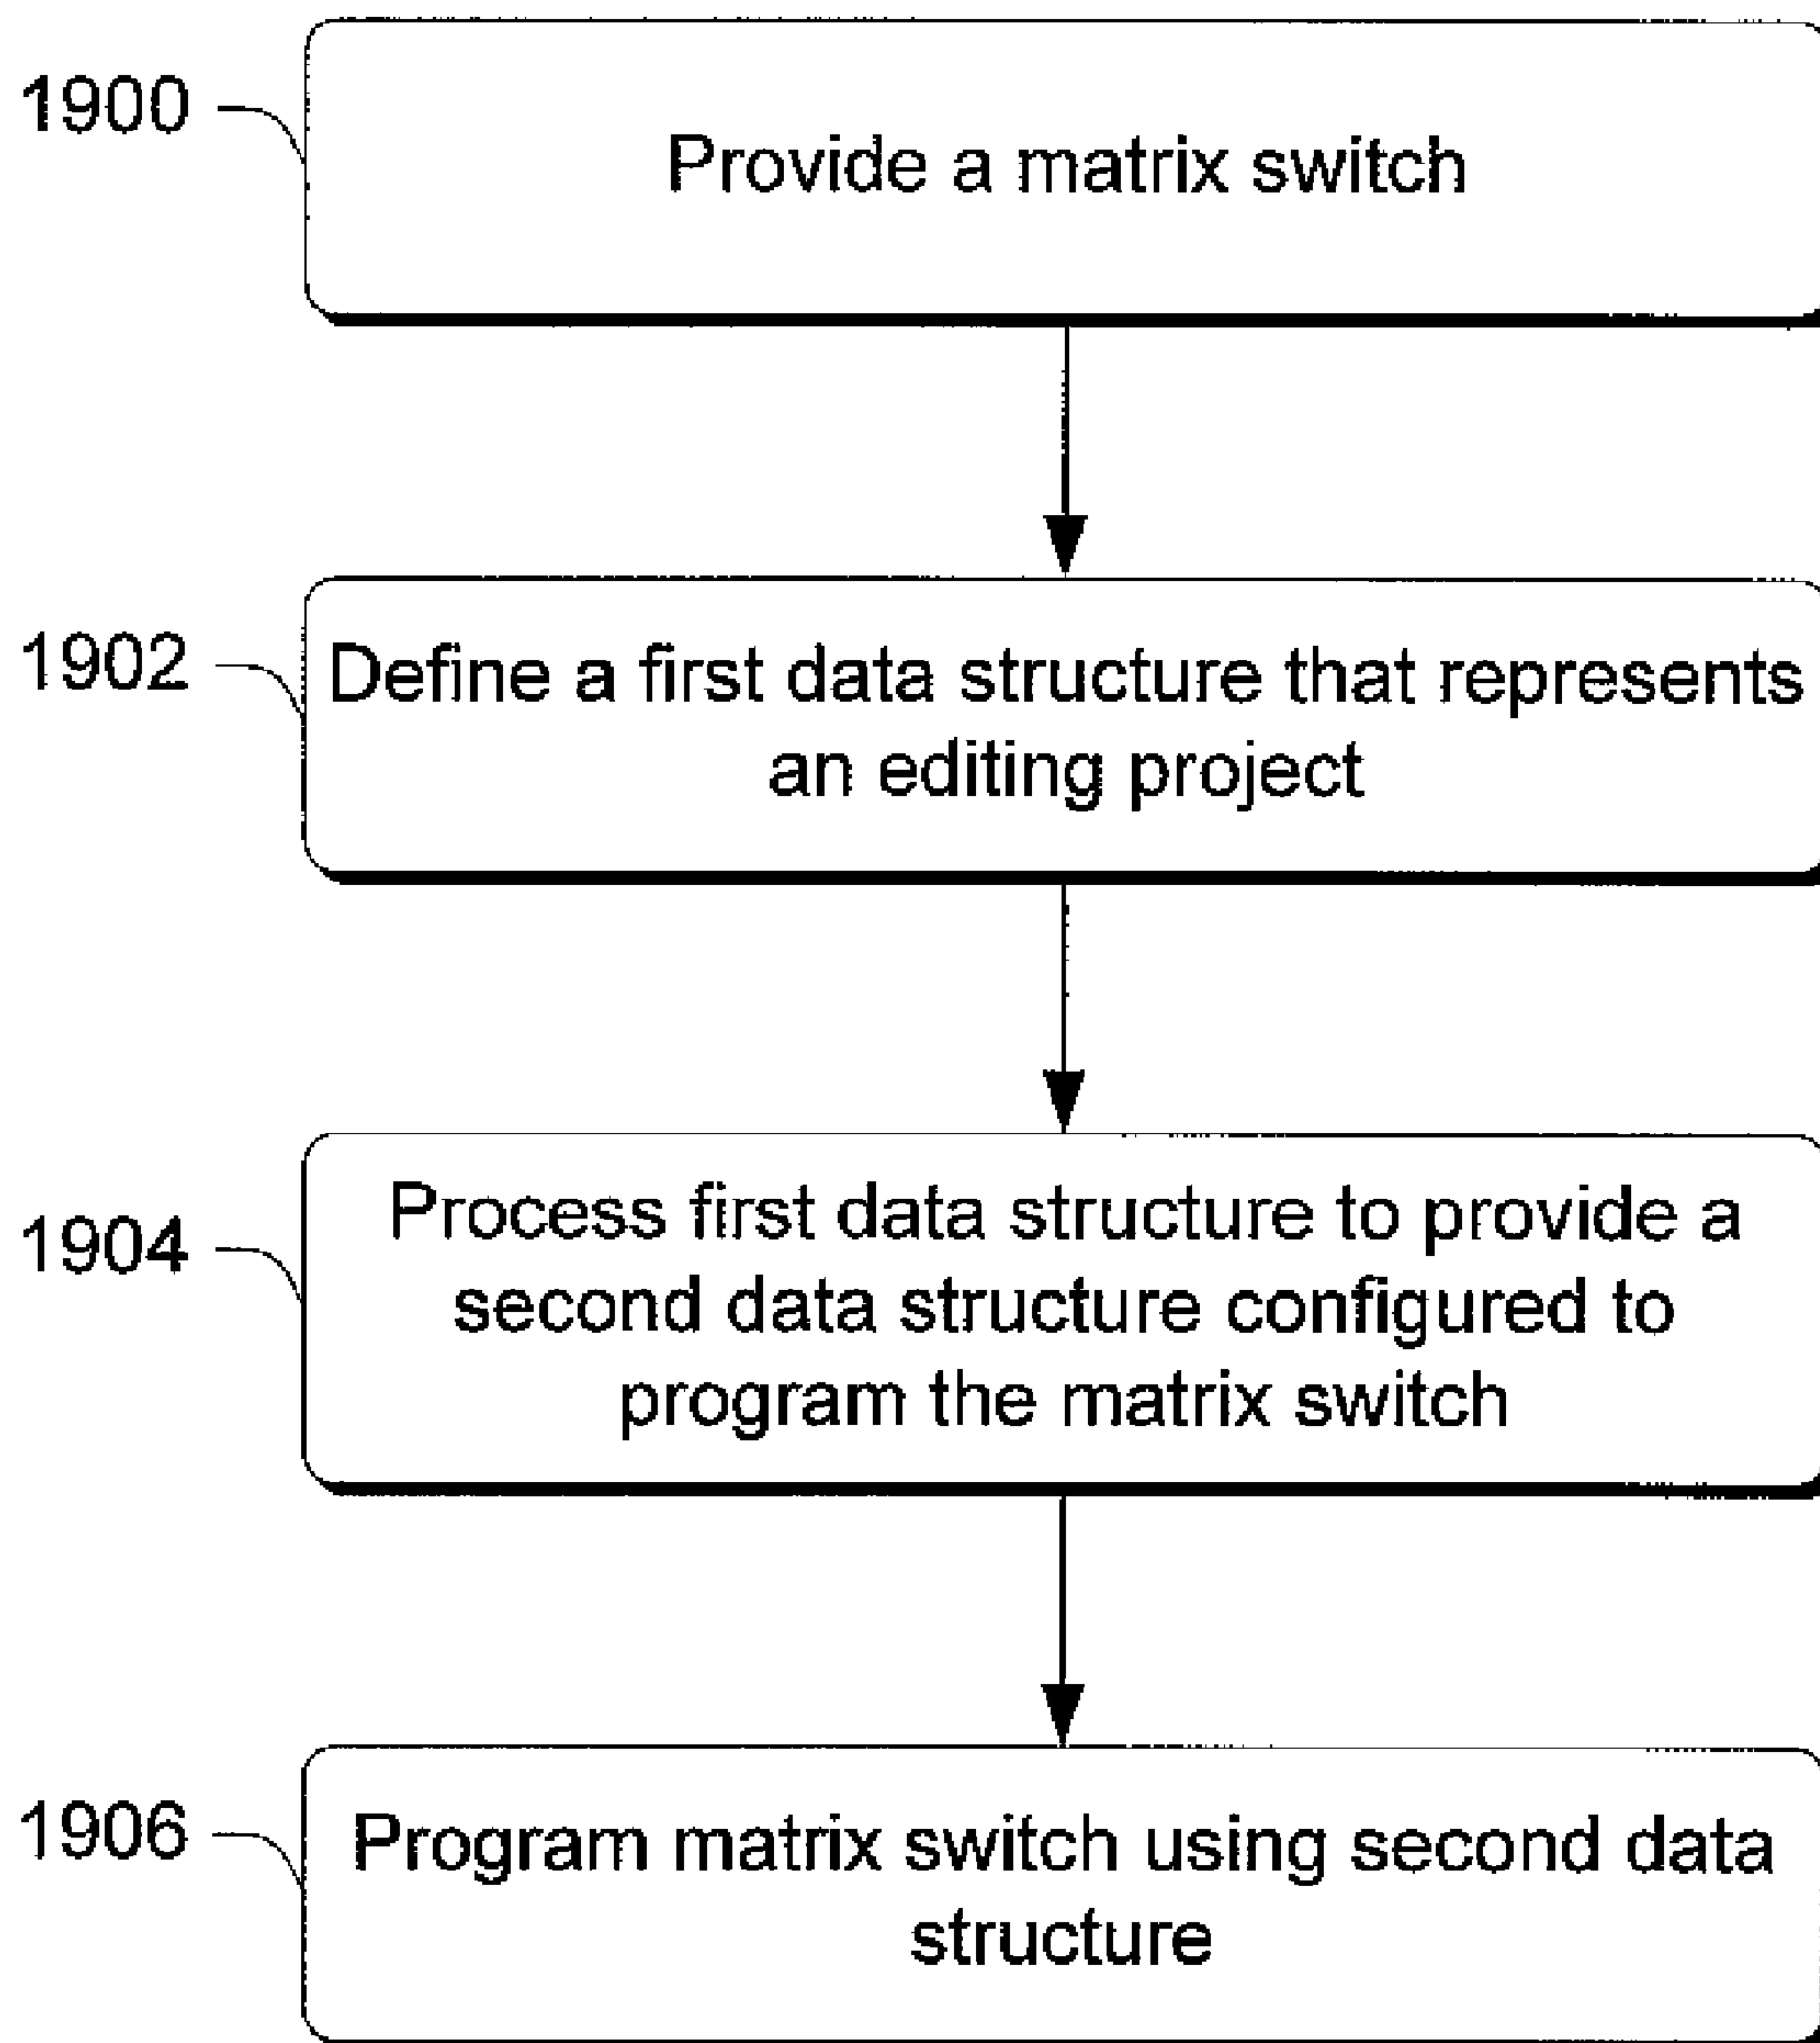 1900
Provide a matrix switch
1902
Define a first data structure that represents
an editing project
1904
Process first data structure to provide a
second data structure configured to
program the matrix switch
1906
Program matrix switch using second data
structure